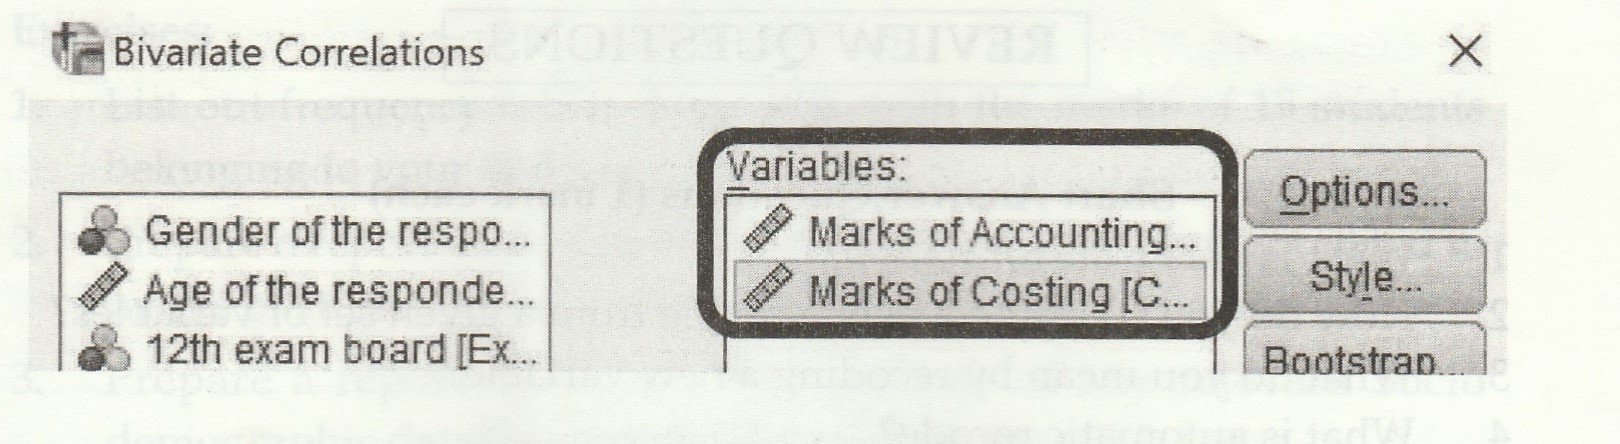 Bivariate Correlations
Variables:
Gender of the respo...
Age of the responde...
12th exam board [Ex...
Marks of Accounting...
Marks of Costing [C...
Options...
Style...
Bootstrap...